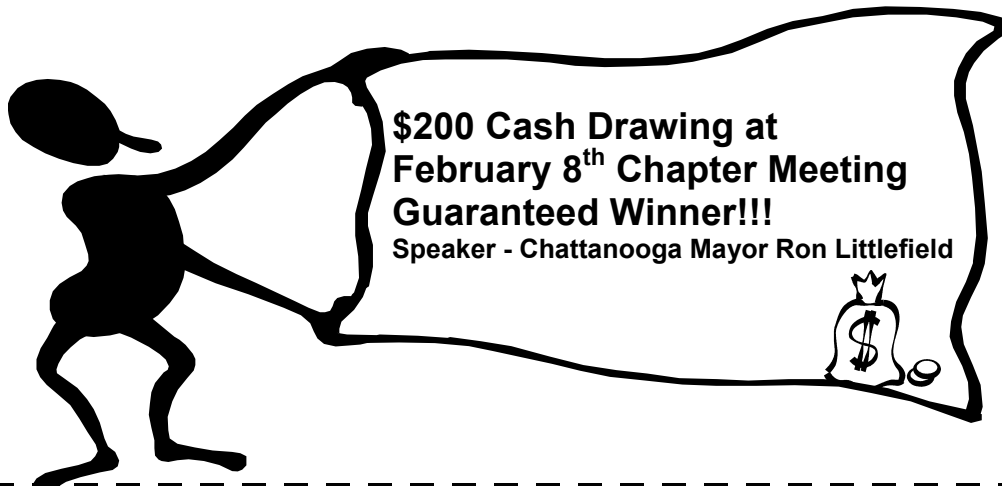 $200 Cash Drawing at
February 8th Chapter Meeting
Guaranteed Winner!!!
Speaker - Chattanooga Mayor Ron Littlefield
$